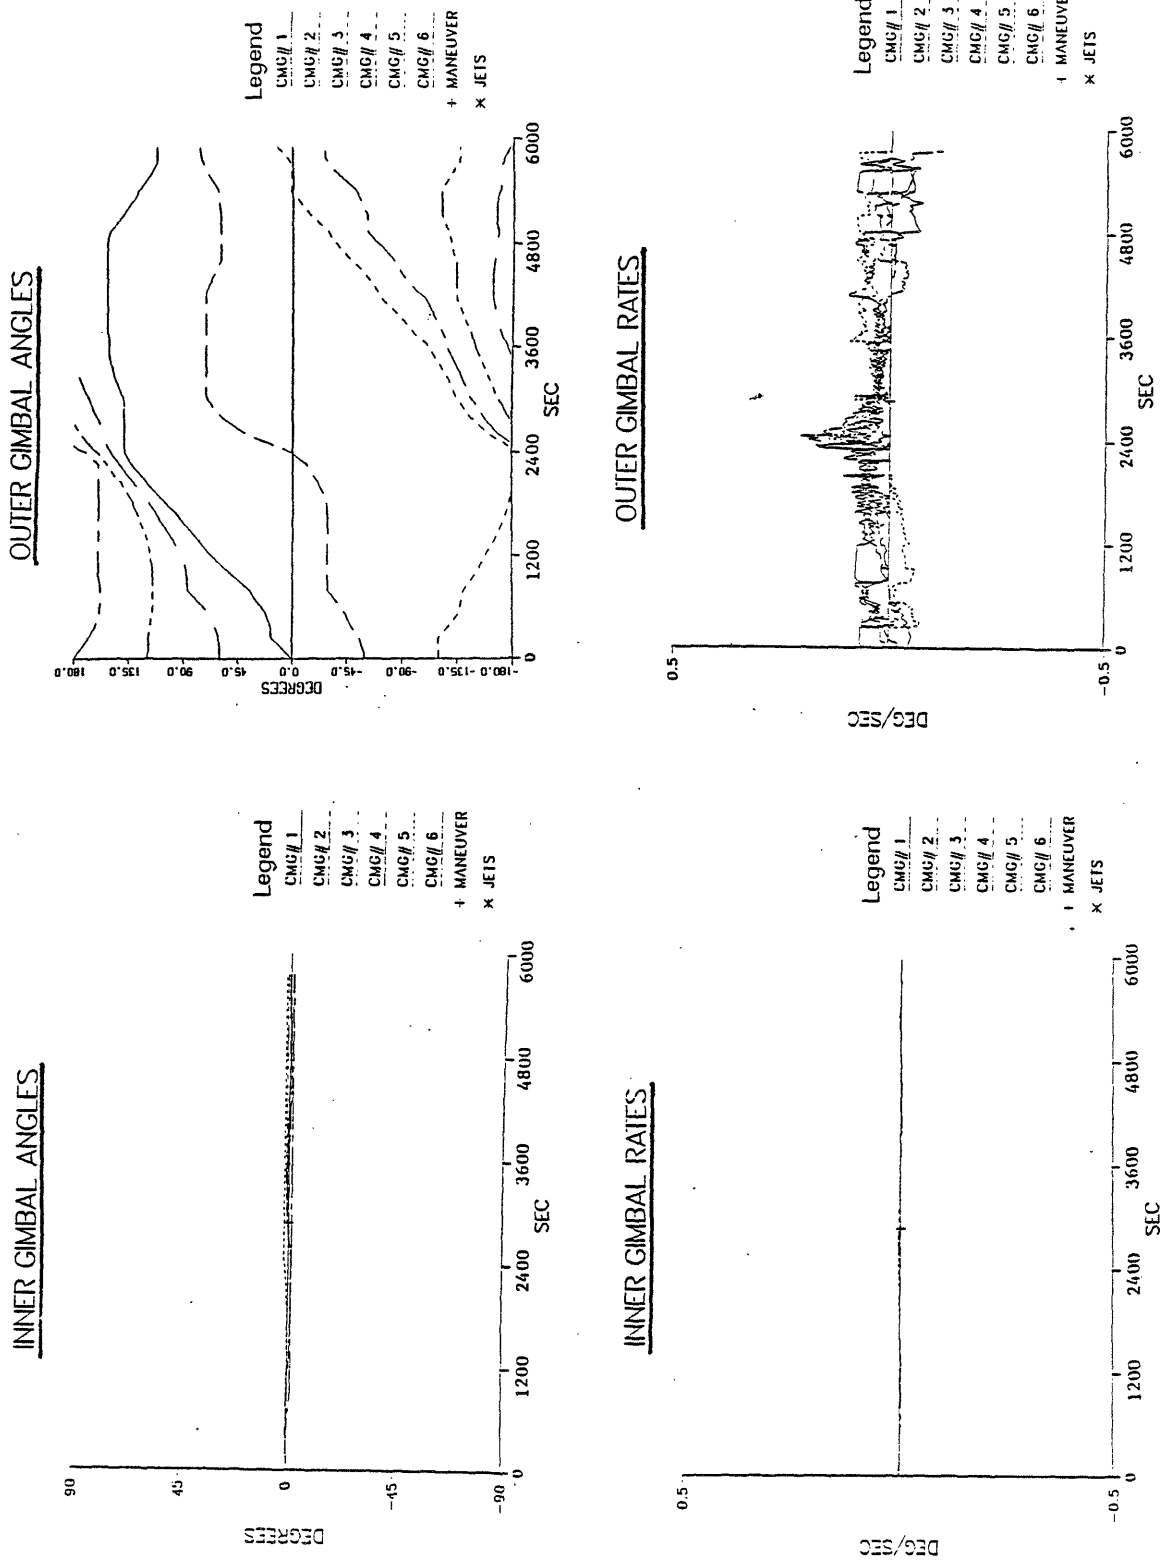 INNER GIMBAL ANGLES
DEGREES
90
45
0
-45
-90
0
1200
2400
3600
4800
6000
SEC
Legend
CMG# 1
CMG# 2
CMG# 3
CMG# 4
CMG# 5
CMG# 6
+ MANEUVER
× JETS
OUTER GIMBAL ANGLES
DEGREES
180.0
135.0
90.0
45.0
0.0
-45.0
-90.0
-135.0
-180.0
0
1200
2400
3600
4800
6000
SEC
Legend
CMG# 1
CMG# 2
CMG# 3
CMG# 4
CMG# 5
CMG# 6
+ MANEUVER
× JETS
INNER GIMBAL RATES
DEG/SEC
0.5
-0.5
0
1200
2400
3600
4800
6000
SEC
Legend
CMG# 1
CMG# 2
CMG# 3
CMG# 4
CMG# 5
CMG# 6
+ MANEUVER
× JETS
OUTER GIMBAL RATES
DEG/SEC
0.5
-0.5
0
1200
2400
3600
4800
6000
SEC
Legend
CMG# 1
CMG# 2
CMG# 3
CMG# 4
CMG# 5
CMG# 6
+ MANEUVE
× JETS